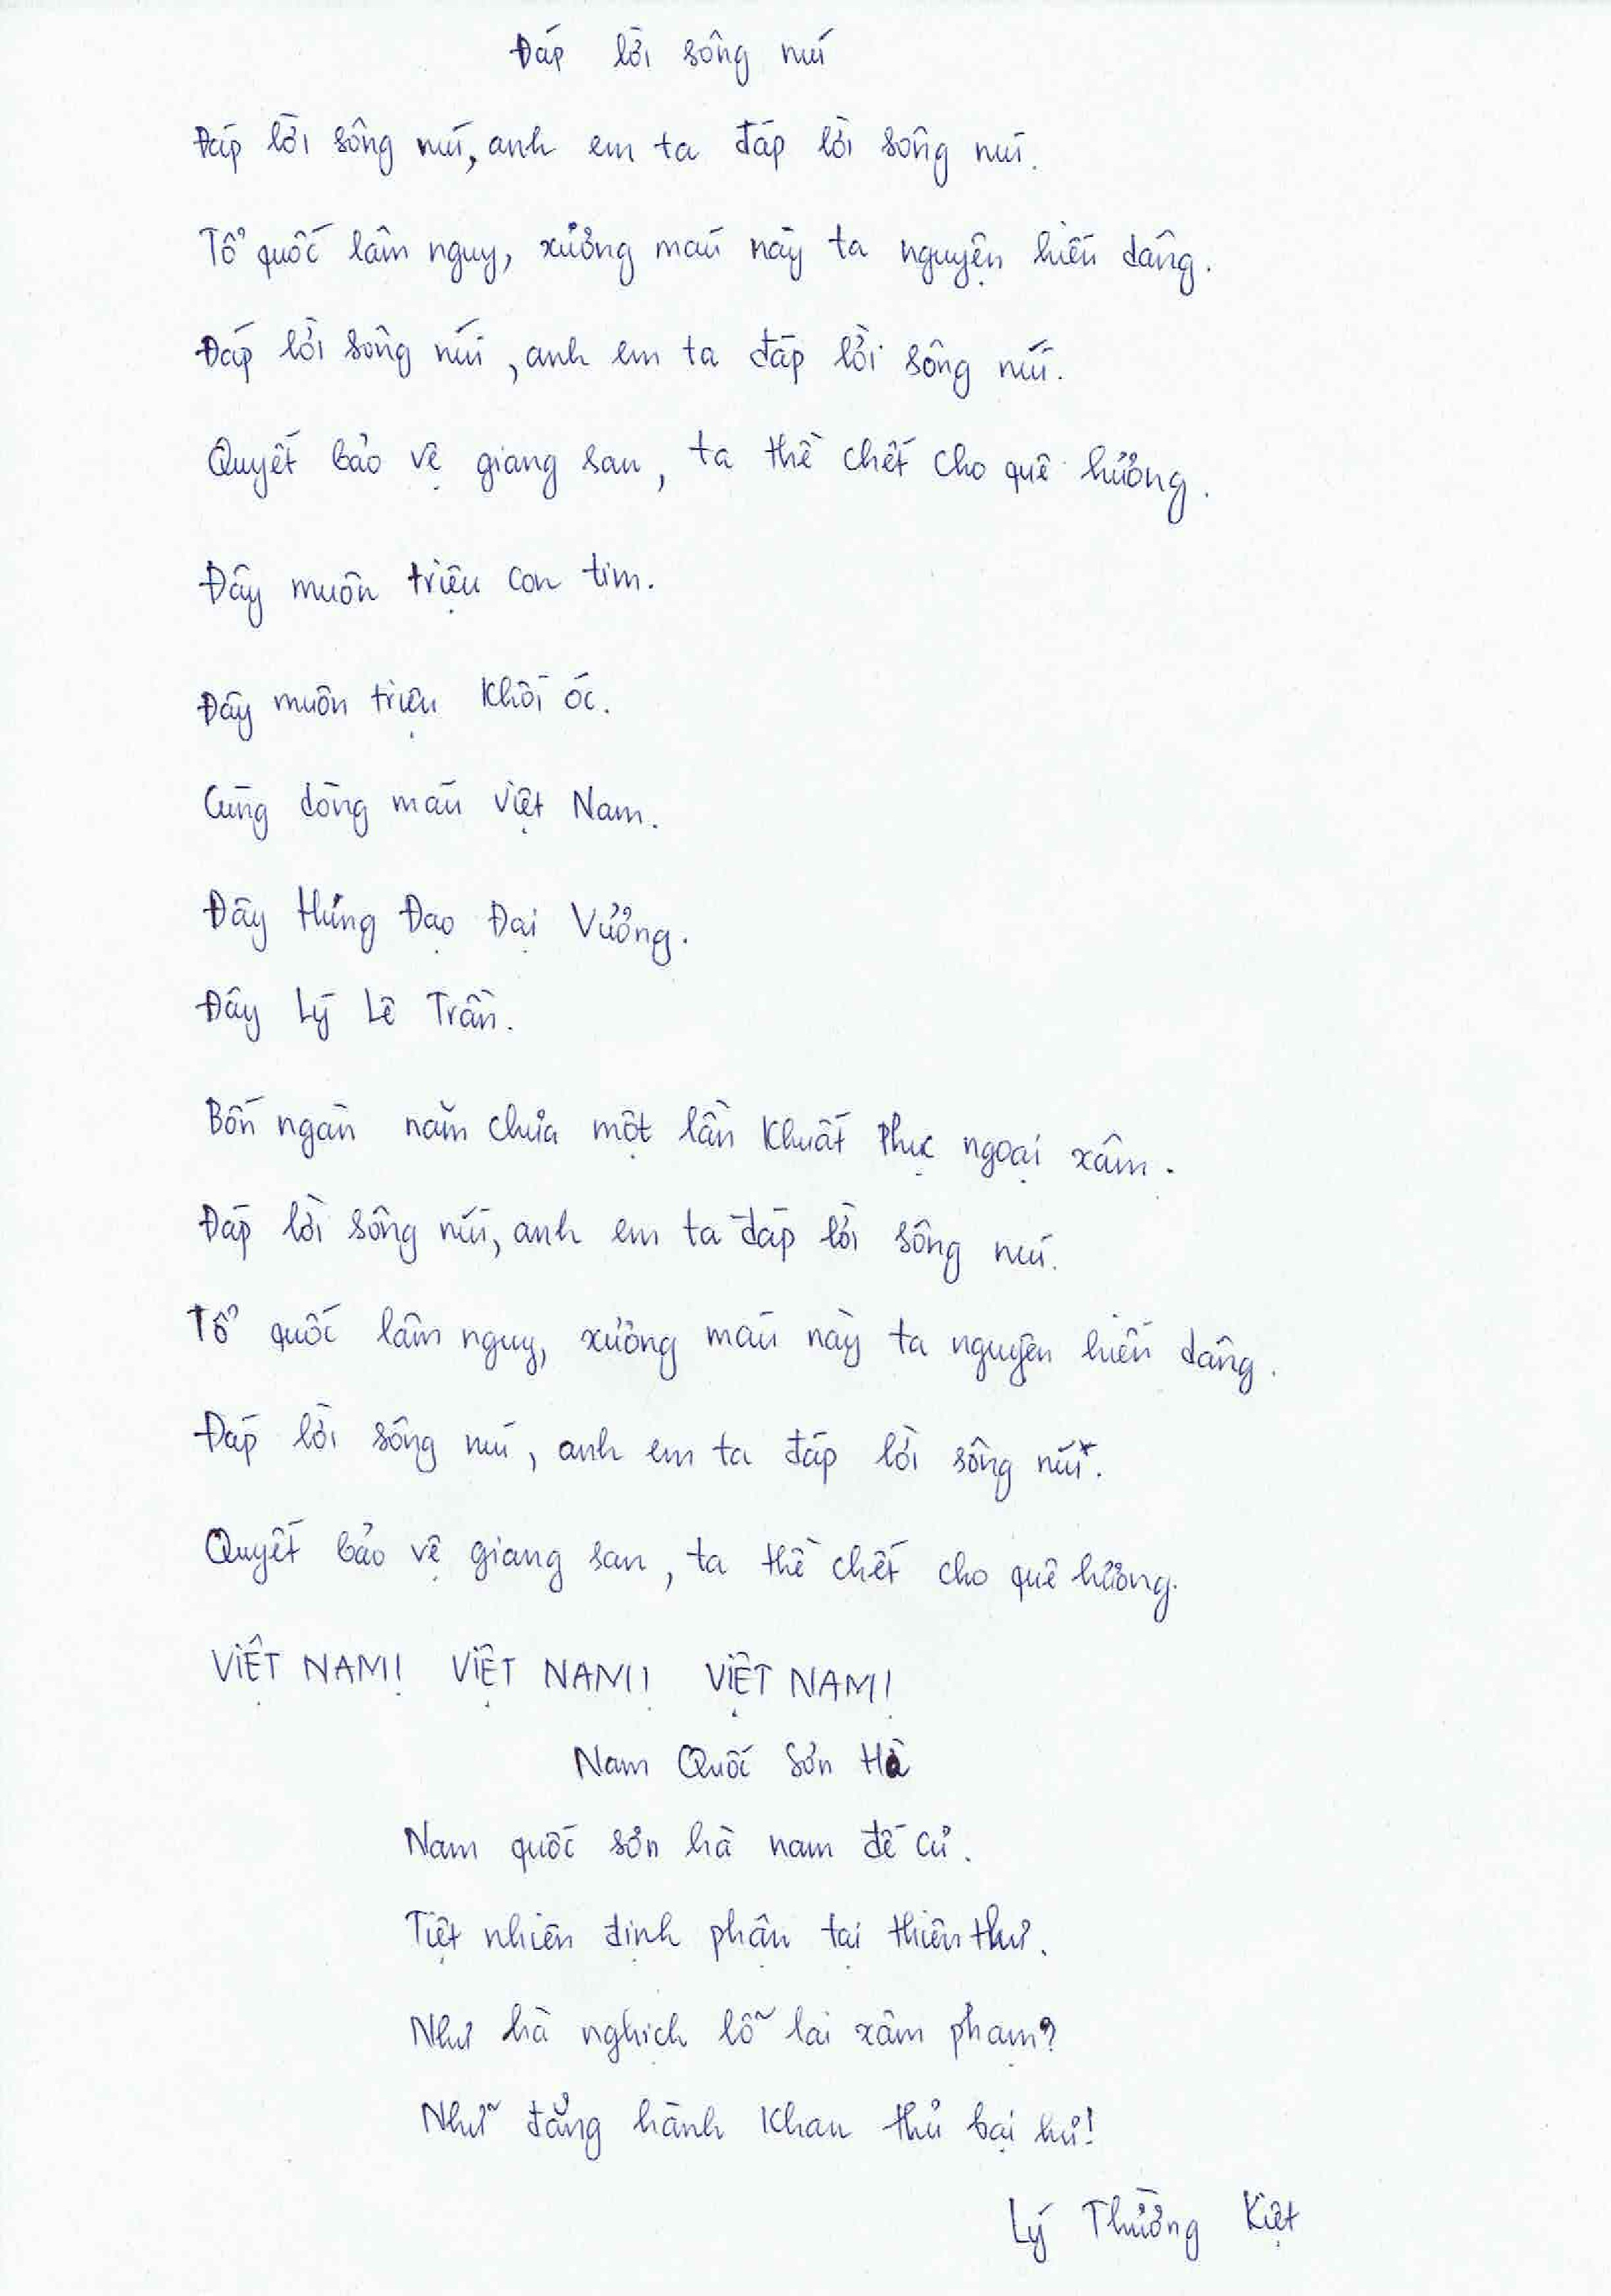 Đáp lời sông núi
Đáp lời sông núi, anh em ta đáp lời sông núi.
Tổ quốc lâm nguy, xương máu này ta nguyện hiến dâng.
Đáp lời sông núi, anh em ta đáp lời sông núi.
Quyết bảo vệ giang san, ta thề chết cho quê hương.
Đây muôn triệu con tim.
Đây muôn triệu khối óc.
Cùng dòng máu Việt Nam.
Đây Hưng Đạo Đại Vương.
Đây Lý Lê Trần.
Bốn ngàn năm chưa một lần khuất phục ngoại xâm.
Đáp lời sông núi, anh em ta đáp lời sông núi.
Tổ quốc lâm nguy, xương máu này ta nguyện hiến dâng.
Đáp lời sông núi, anh em ta đáp lời sông núi.
Quyết bảo vệ giang san, ta thề chết cho quê hương.
VIỆT NAM! VIỆT NAM! VIỆT NAM!
Nam Quốc Sơn Hà
Nam quốc sơn hà nam đế cư.
Tiệt nhiên định phận tại thiên thư.
Như hà nghịch lỗ lai xâm phạm?
Như đẳng hành khan thủ bại hư!
Lý Thường Kiệt